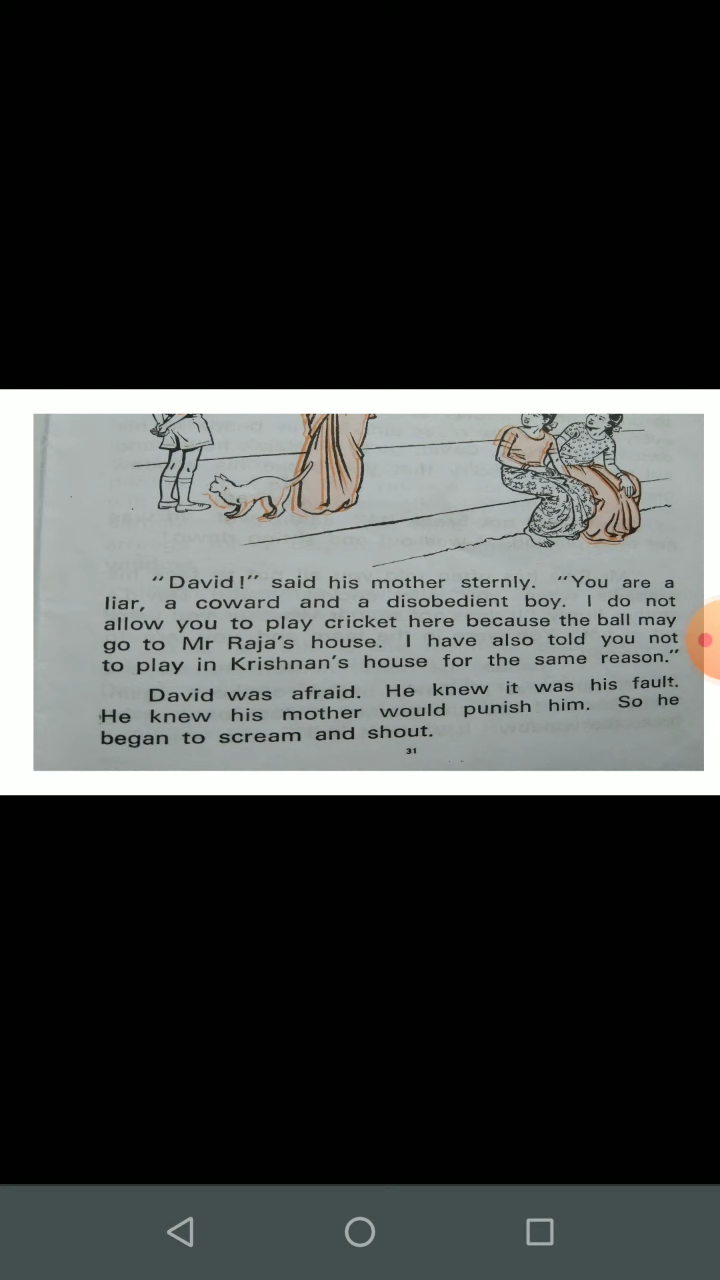 "David!" said his mother sternly. "You are a
liar, a coward and a disobedient boy. I do not
allow you to play cricket here because the ball may
go to Mr Raja's house. I have also told you not
to play in Krishnan's house for the same reason."
David was afraid. He knew it was his fault.
He knew his mother would punish him. So he
began to scream and shout.
31